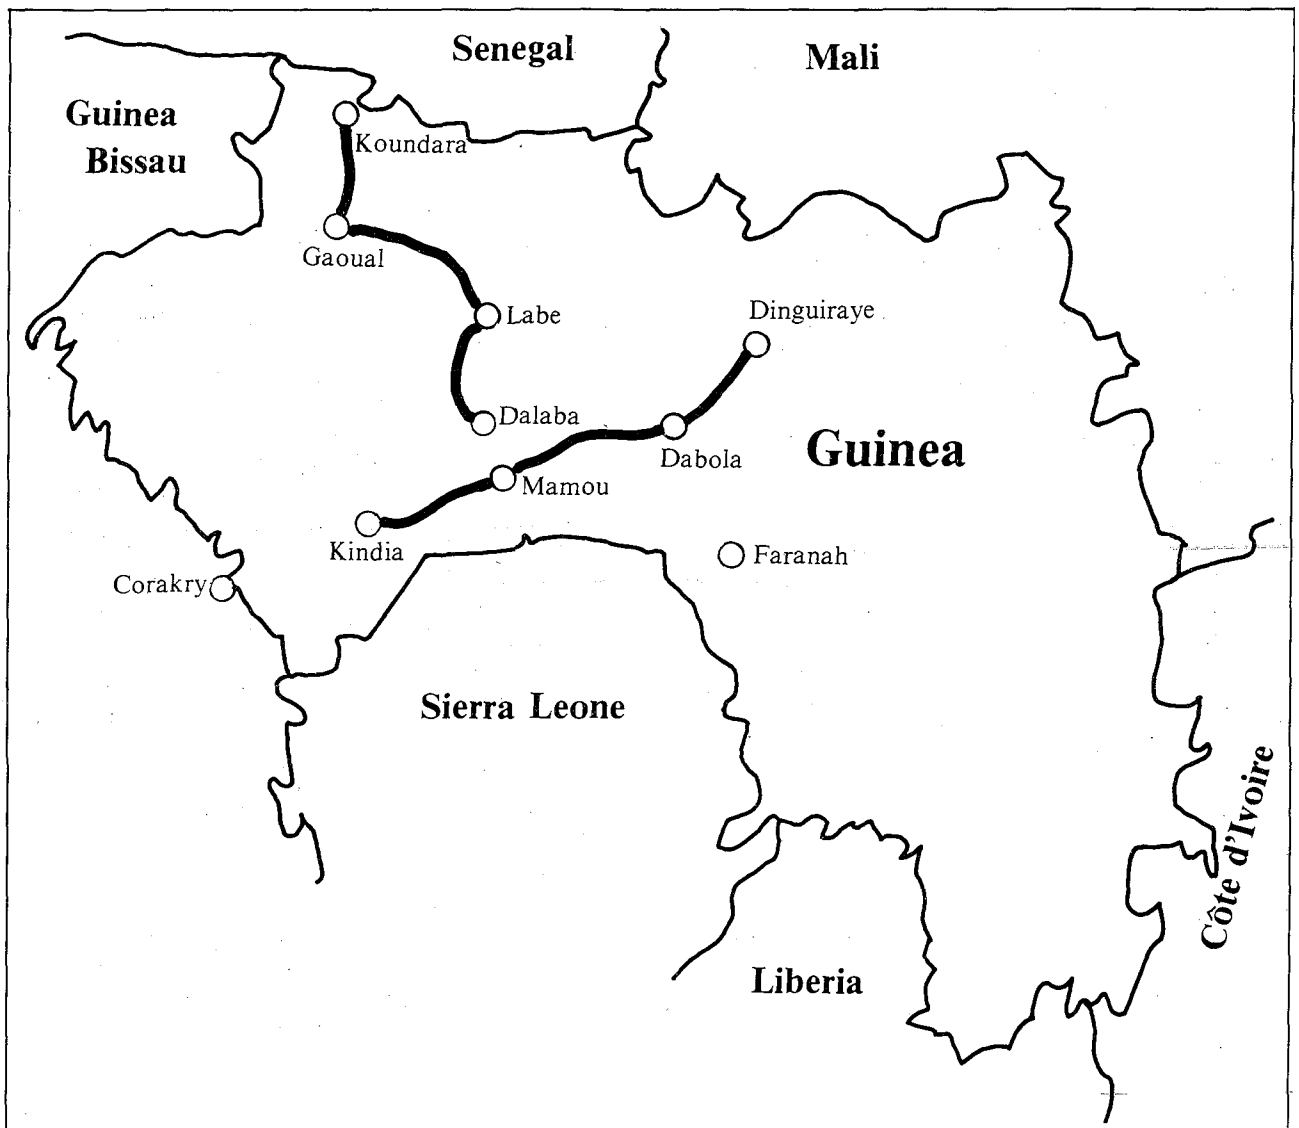 Senegal
Mali
Guinea
Bissau
Koundara
Gaoual
Labe
Dinguiraye
Dalaba
Guinea
Dabola
Mamou
Kindia
Faranah
Corakry
Sierra Leone
Côte d'Ivoire
Liberia